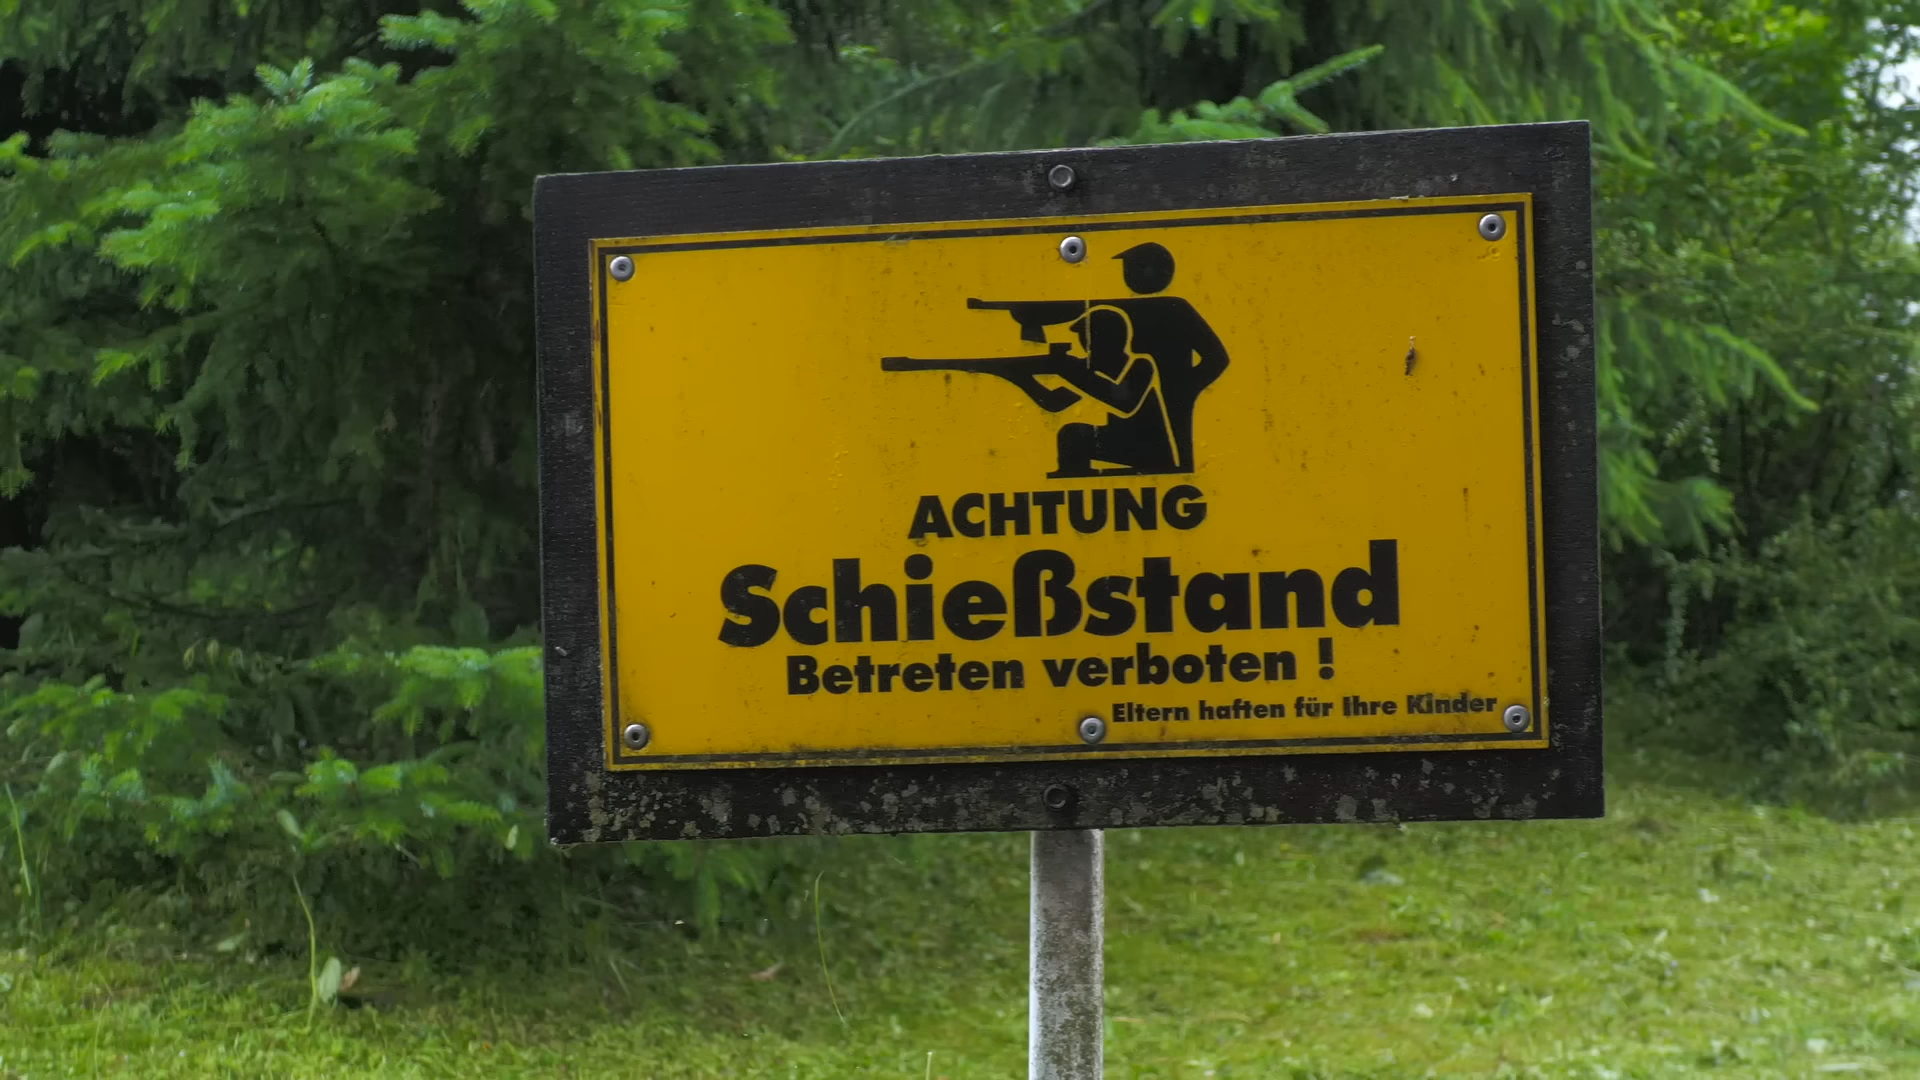 ACHTUNG
Schießstand
Betreten verboten !
Eltern haften für Ihre Kinder